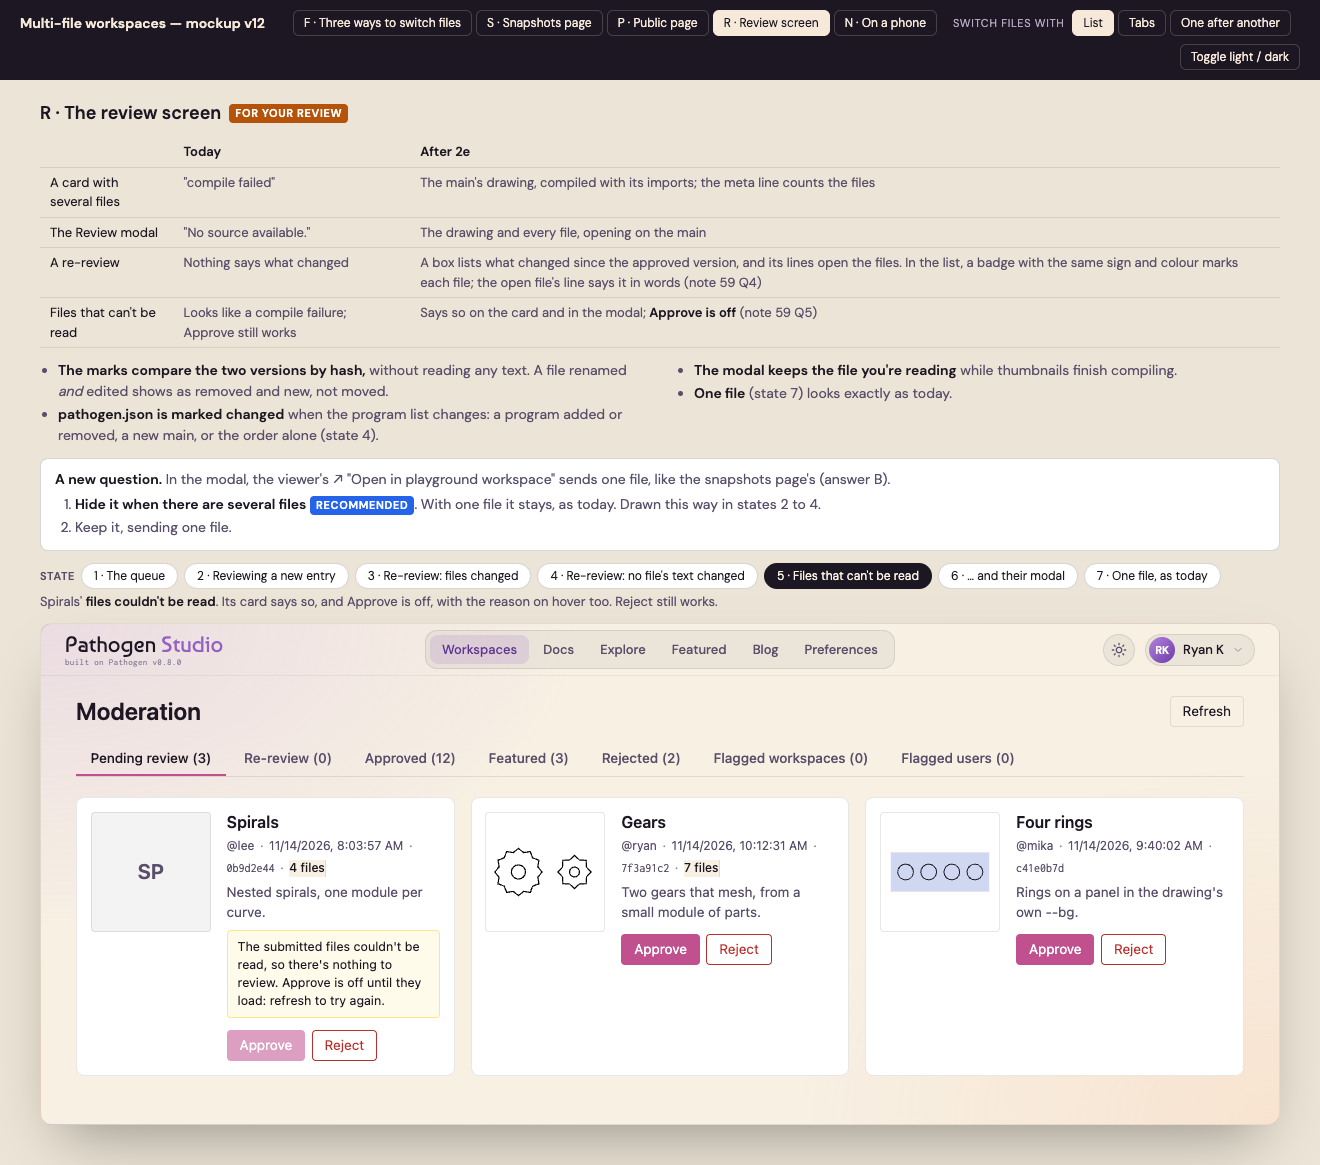 Multi-file workspaces — mockup v12
F · Three ways to switch files
S · Snapshots page
P · Public page
R · Review screen
N · On a phone
SWITCH FILES WITH
List
Tabs
One after another
Toggle light / dark
R · The review screen FOR YOUR REVIEW
Today
After 2e
A card with
several files
"compile failed"
The main's drawing, compiled with its imports; the meta line counts the files
The Review modal
"No source available."
The drawing and every file, opening on the main
A re-review
Nothing says what changed
A box lists what changed since the approved version, and its lines open the files. In the list, a badge with the same sign and colour marks
each file; the open file's line says it in words (note 59 Q4)
Files that can't be
read
Looks like a compile failure;
Approve still works
Says so on the card and in the modal; Approve is off (note 59 Q5)
• The marks compare the two versions by hash, without reading any text. A file renamed
and edited shows as removed and new, not moved.
• pathogen.json is marked changed when the program list changes: a program added or
removed, a new main, or the order alone (state 4).
• The modal keeps the file you're reading while thumbnails finish compiling.
• One file (state 7) looks exactly as today.
A new question. In the modal, the viewer's ↗ "Open in playground workspace" sends one file, like the snapshots page's (answer B).
1. Hide it when there are several files RECOMMENDED. With one file it stays, as today. Drawn this way in states 2 to 4.
2. Keep it, sending one file.
STATE
1 · The queue
2 · Reviewing a new entry
3 · Re-review: files changed
4 · Re-review: no file's text changed
5 · Files that can't be read
6 · … and their modal
7 · One file, as today
Spirals' files couldn't be read. Its card says so, and Approve is off, with the reason on hover too. Reject still works.
Pathogen Studio
built on Pathogen v0.8.0
Workspaces
Docs
Explore
Featured
Blog
Preferences
RK
Ryan K
Moderation
Refresh
Pending review (3)
Re-review (0)
Approved (12)
Featured (3)
Rejected (2)
Flagged workspaces (0)
Flagged users (0)
SP
Spirals
@lee · 11/14/2026, 8:03:57 AM ·
0b9d2e44 · 4 files
Nested spirals, one module per
curve.
The submitted files couldn't be
read, so there's nothing to
review. Approve is off until they
load: refresh to try again.
Approve
Reject
Gears
@ryan · 11/14/2026, 10:12:31 AM ·
7f3a91c2 · 7 files
Two gears that mesh, from a
small module of parts.
Approve
Reject
Four rings
@mika · 11/14/2026, 9:40:02 AM ·
c41e0b7d
Rings on a panel in the drawing's
own --bg.
Approve
Reject